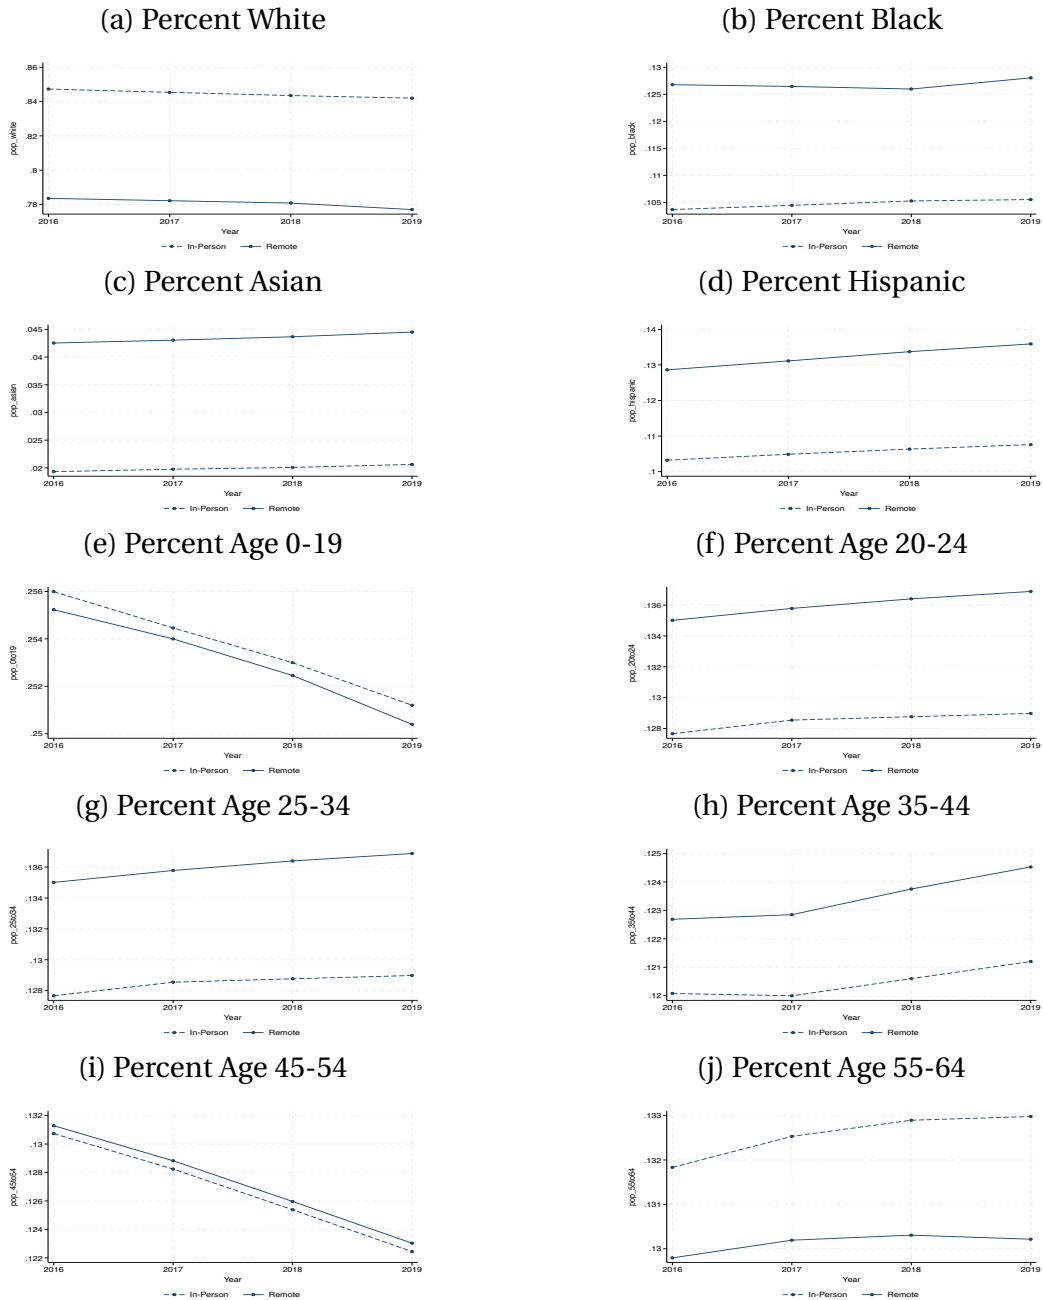 (a) Percent White
(b) Percent Black
.86
.84
.82
.8
.78
pop_white
2016 2017 2018 2019
Year
In-Person Remote
.13
.125
.12
.115
.11
.105
pop_black
2016 2017 2018 2019
Year
In-Person Remote
(c) Percent Asian
(d) Percent Hispanic
.045
.04
.035
.03
.025
.02
pop_asian
2016 2017 2018 2019
Year
In-Person Remote
.14
.13
.12
.11
.1
pop_hispanic
2016 2017 2018 2019
Year
In-Person Remote
(e) Percent Age 0-19
(f) Percent Age 20-24
.256
.254
.252
.25
pop_0to19
2016 2017 2018 2019
Year
In-Person Remote
.136
.134
.132
.13
.128
pop_20to24
2016 2017 2018 2019
Year
In-Person Remote
(g) Percent Age 25-34
(h) Percent Age 35-44
.136
.134
.132
.13
.128
pop_25to34
2016 2017 2018 2019
Year
In-Person Remote
.125
.124
.123
.122
.121
.12
pop_35to44
2016 2017 2018 2019
Year
In-Person Remote
(i) Percent Age 45-54
(j) Percent Age 55-64
.132
.13
.128
.126
.124
.122
pop_45to54
2016 2017 2018 2019
Year
In-Person Remote
.133
.132
.131
.13
pop_55to64
2016 2017 2018 2019
Year
In-Person Remote